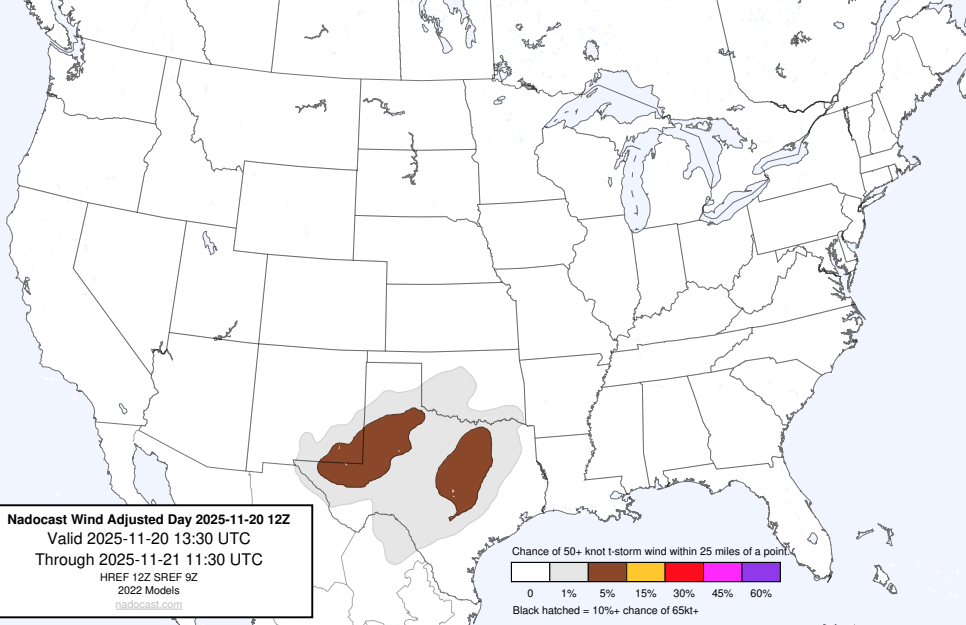 Nadocast Wind Adjusted Day 2025-11-20 12Z
Valid 2025-11-20 13:30 UTC
Through 2025-11-21 11:30 UTC
HREF 12Z SREF 9Z
2022 Models
nadocast.com
Chance of 50+ knot t-storm wind within 25 miles of a point.
0 1% 5% 15% 30% 45% 60%
Black hatched = 10%+ chance of 65kt+